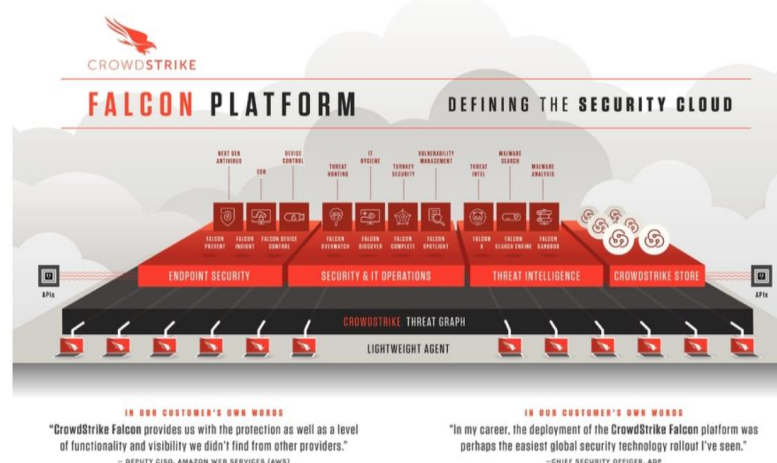 CROWDSTRIKE
FALCON PLATFORM
DEFINING THE SECURITY CLOUD
NEXT GEN
ANTIVIRUS
EDR
DEVICE
CONTROL
THREAT
HUNTING
IT
HYGIENE
TURNKEY
SECURITY
VULNERABILITY
MANAGEMENT
THREAT
INTEL
MALWARE
SEARCH
MALWARE
ANALYSIS
FALCON
PREVENT
FALCON
INSIGHT
FALCON DEVICE
CONTROL
FALCON
OVERWATCH
FALCON
DISCOVER
FALCON
COMPLETE
FALCON
SPOTLIGHT
FALCON
X
FALCON
SEARCH ENGINE
FALCON
SANDBOX
ENDPOINT SECURITY
SECURITY & IT OPERATIONS
THREAT INTELLIGENCE
CROWDSTRIKE STORE
APIs
APIs
CROWDSTRIKE THREAT GRAPH
LIGHTWEIGHT AGENT
IN OUR CUSTOMER'S OWN WORDS
"CrowdStrike Falcon provides us with the protection as well as a level
of functionality and visibility we didn't find from other providers."
– DEPUTY CISO, AMAZON WEB SERVICES (AWS)
IN OUR CUSTOMER'S OWN WORDS
"In my career, the deployment of the CrowdStrike Falcon platform was
perhaps the easiest global security technology rollout I've seen."
–CHIEF SECURITY OFFICER, ADP